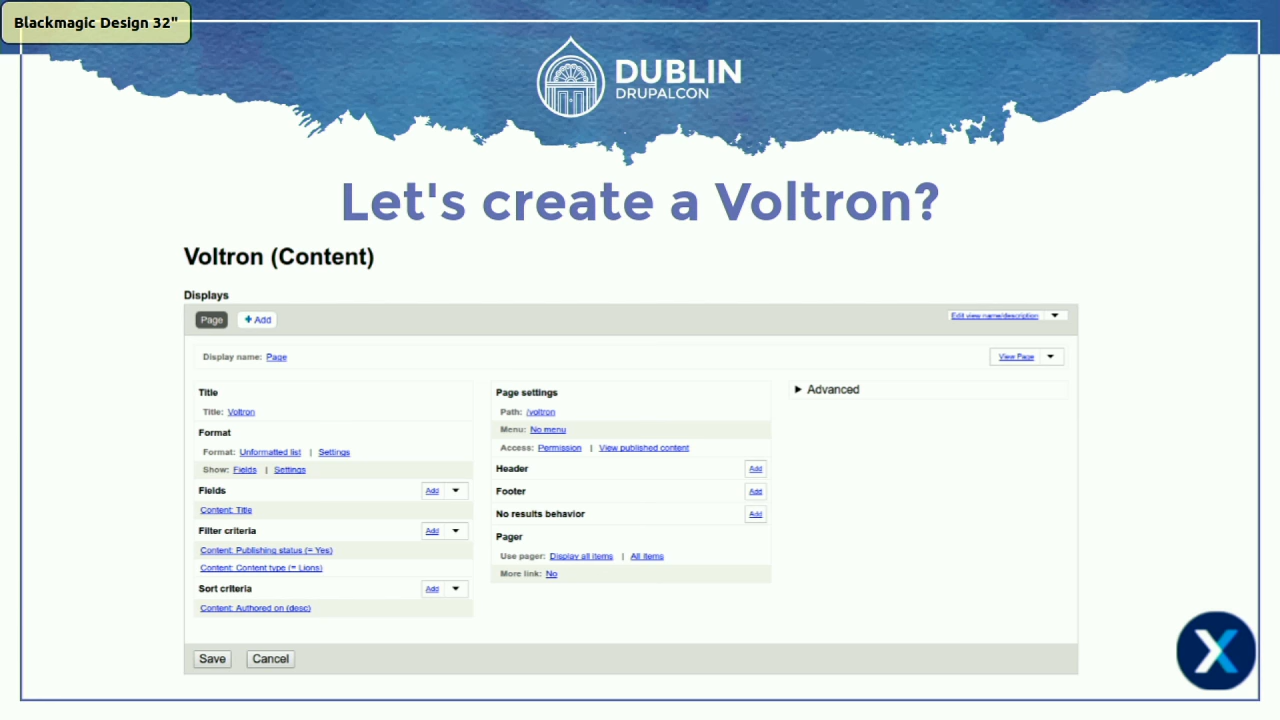 Blackmagic Design 32"
DUBLIN
DRUPALCON
Let's create a Voltron?
Voltron (Content)
Displays
Page
Add
Edit view name/description
Display name: Page
View Page
Title
Title: Voltron
Format
Format: Unformatted list | Settings
Show: Fields | Settings
Fields
Add
Content: Title
Filter criteria
Add
Content: Publishing status (= Yes)
Content: Content type (= Lions)
Sort criteria
Add
Content: Authored on (desc)
Page settings
Path: /voltron
Menu: No menu
Access: Permission | View published content
Header
Add
Footer
Add
No results behavior
Add
Pager
Use pager: Display all items | All items
More link: No
Advanced
Save
Cancel
X